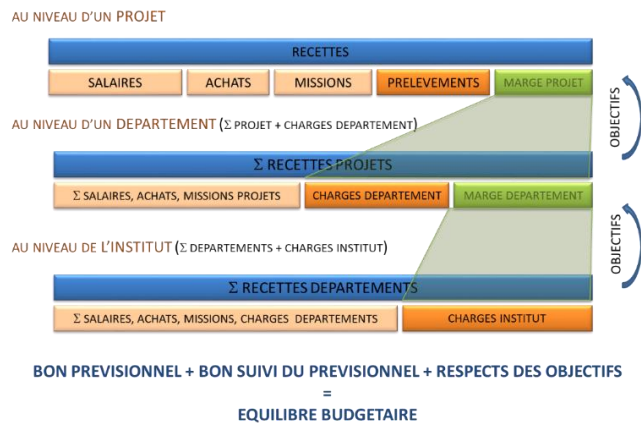 AU NIVEAU D'UN PROJET
RECETTES
SALAIRES ACHATS MISSIONS PRELEVEMENTS MARGE PROJET
AU NIVEAU D'UN DEPARTEMENT (Σ PROJET + CHARGES DEPARTEMENT)
OBJECTIFS
Σ RECETTES PROJETS
Σ SALAIRES, ACHATS, MISSIONS PROJETS CHARGES DEPARTEMENT MARGE DEPARTEMENT
AU NIVEAU DE L'INSTITUT (Σ DEPARTEMENTS + CHARGES INSTITUT)
OBJECTIFS
Σ RECETTES DEPARTEMENTS
Σ SALAIRES, ACHATS, MISSIONS, CHARGES DEPARTEMENTS CHARGES INSTITUT
BON PREVISIONNEL + BON SUIVI DU PREVISIONNEL + RESPECTS DES OBJECTIFS
=
EQUILIBRE BUDGETAIRE